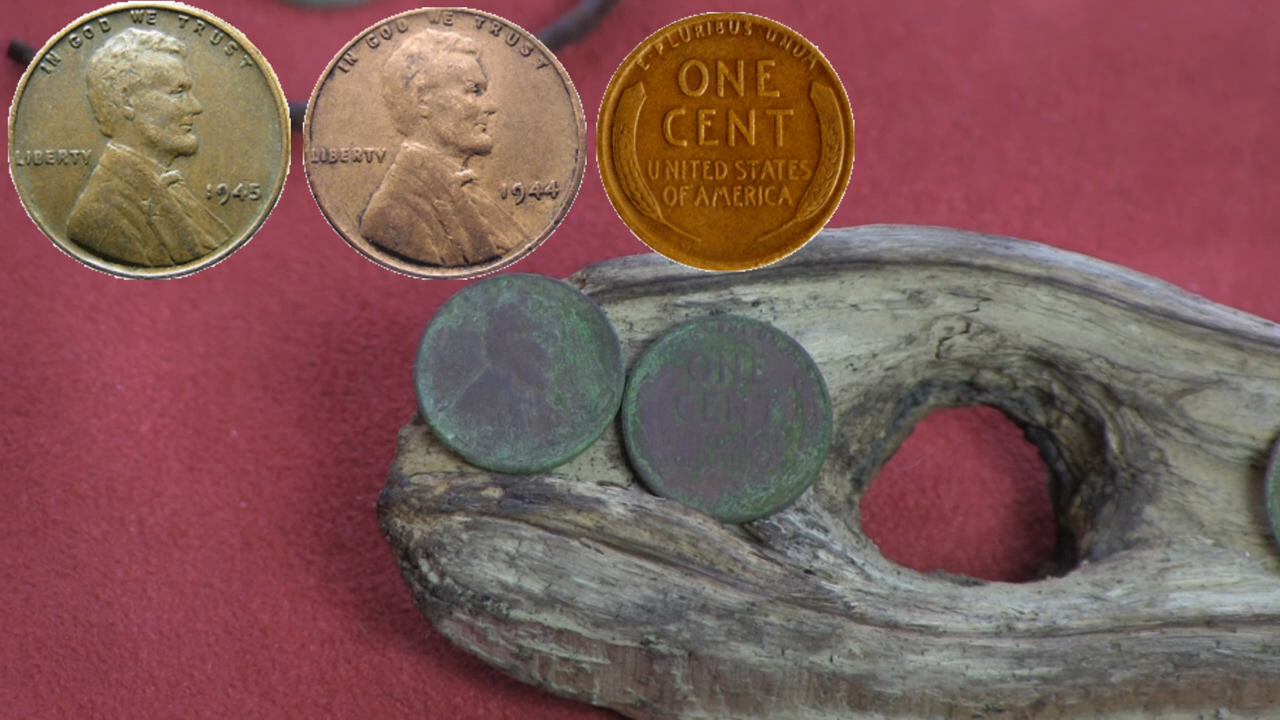 IN GOD WE TRUST
LIBERTY
1945
IN GOD WE TRUST
LIBERTY
1944
E·PLURIBUS·UNUM
ONE
CENT
UNITED STATES
OF AMERICA
ONE
CENT